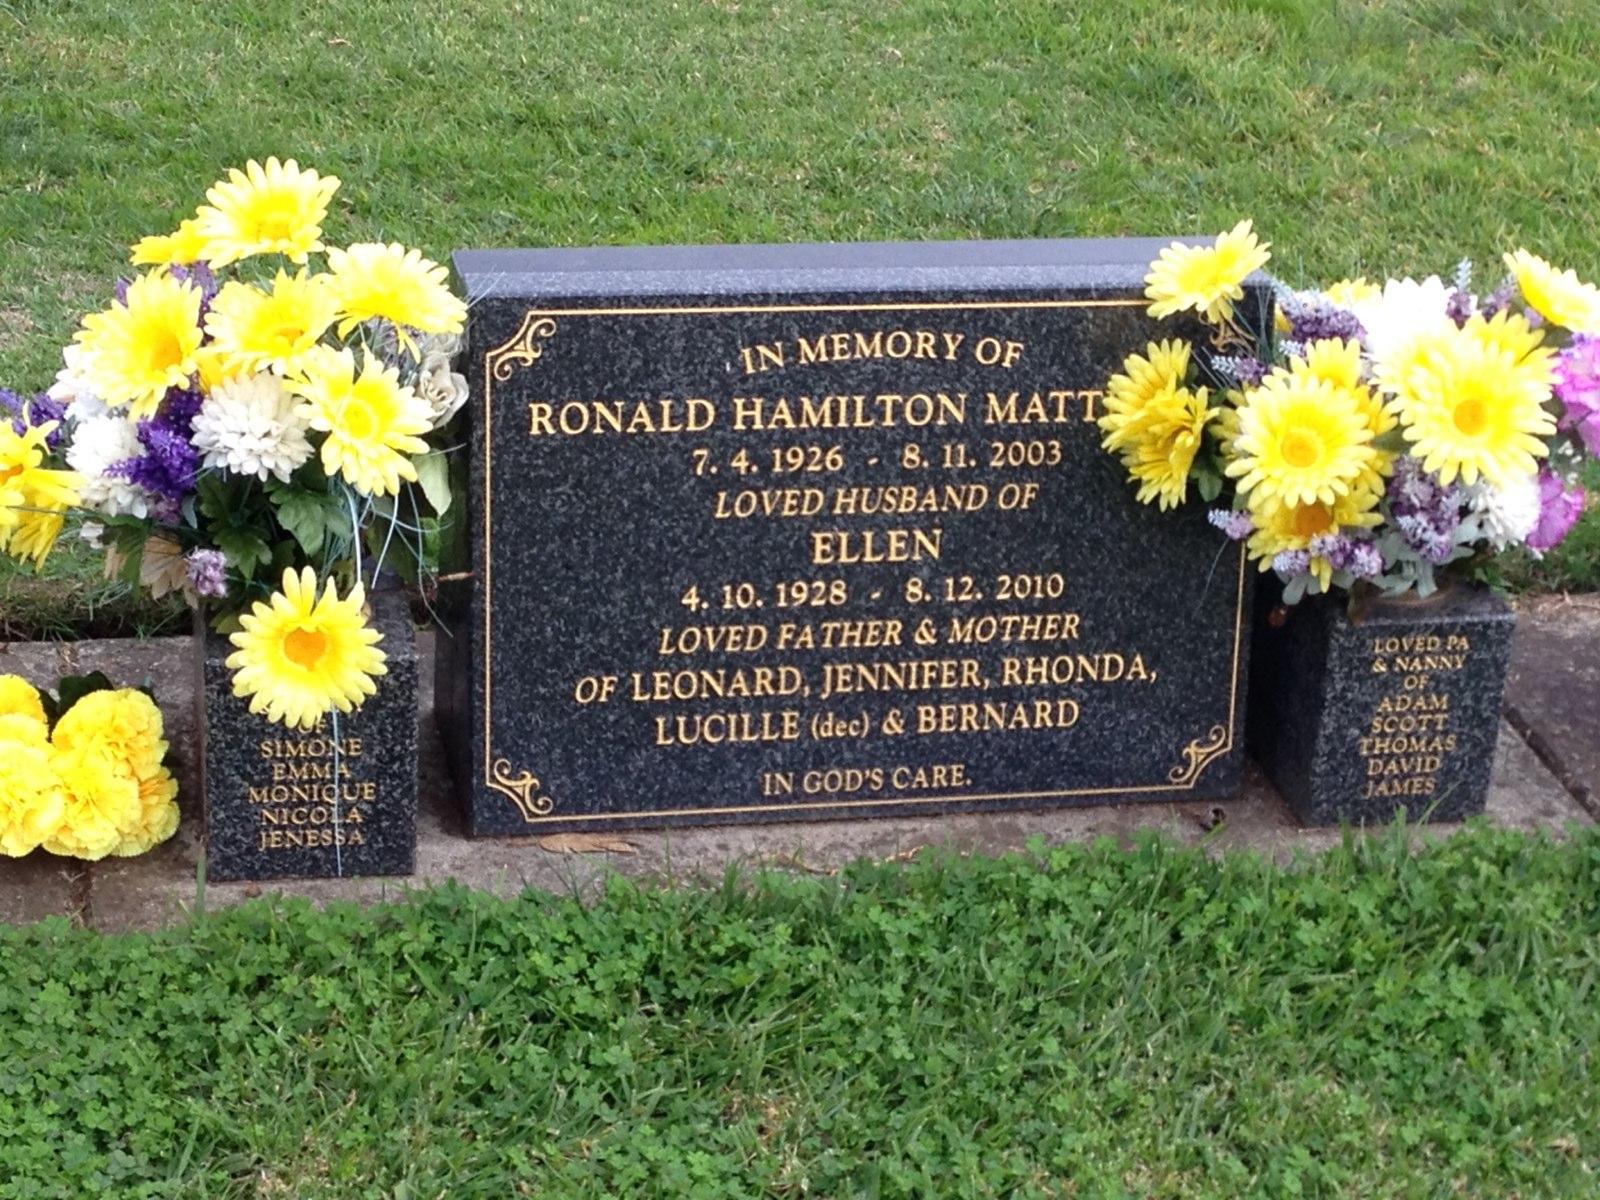 IN MEMORY OF
RONALD HAMILTON
7. 4. 1926 - 8. 11. 2003
LOVED HUSBAND OF
ELLEN
4. 10. 1928 - 8. 12. 2010
LOVED FATHER & MOTHER
OF LEONARD, JENNIFER, RHONDA,
LUCILLE (dec) & BERNARD
IN GOD'S CARE.
OF
SIMONE
EMMA
MONIQUE
NICOLA
JENESSA
LOVED PA
& NANNY
OF
ADAM
SCOTT
THOMAS
DAVID
JAMES